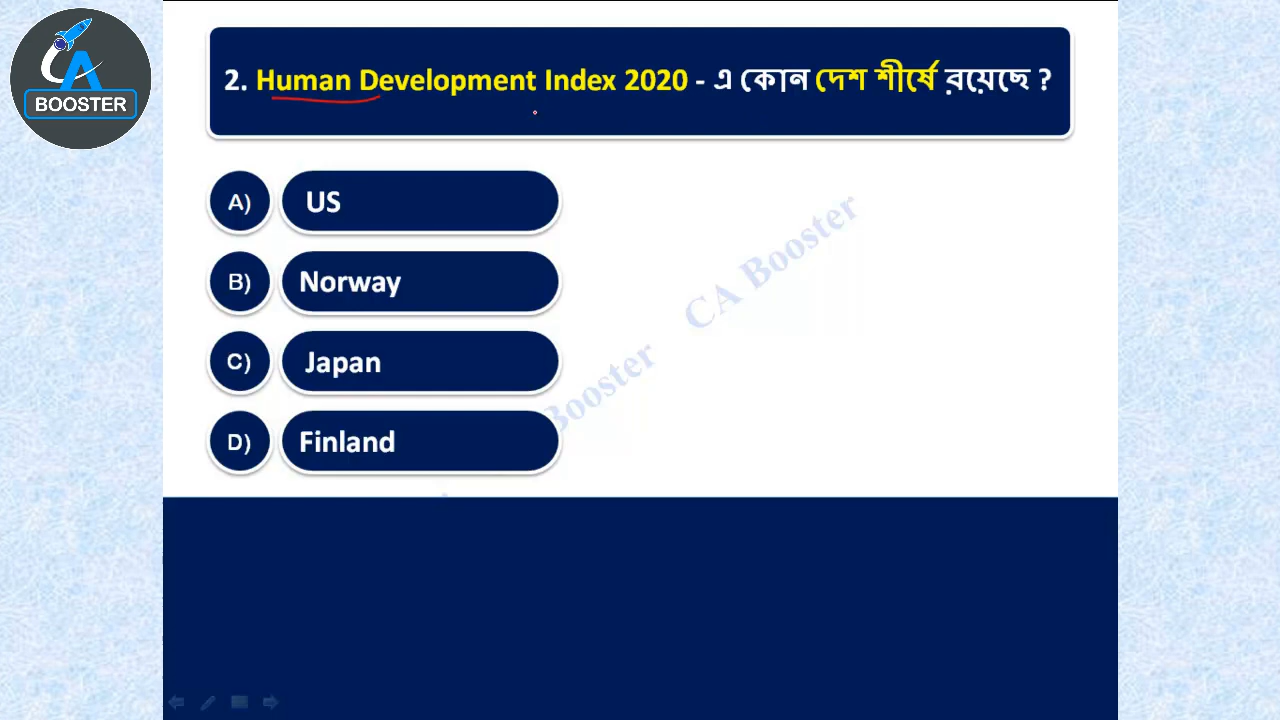 A
BOOSTER
2. Human Development Index 2020 - এ কোন দেশ শীর্ষে রয়েছে ?
A) US
B) Norway
C) Japan
D) Finland
CA Booster
Booster